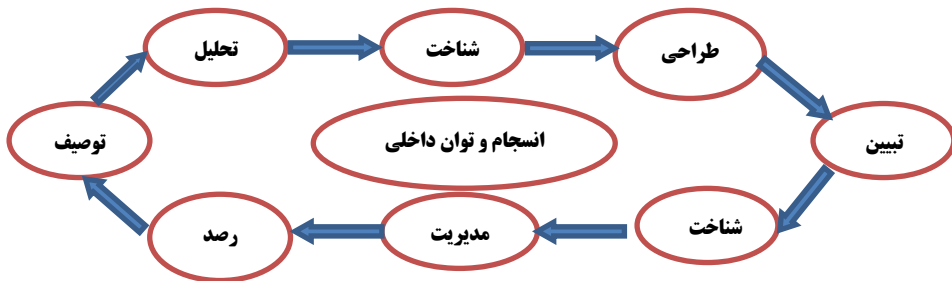 طراحی
شناخت
تحلیل
تبیین
انسجام و توان داخلی
توصیف
شناخت
مدیریت
رصد